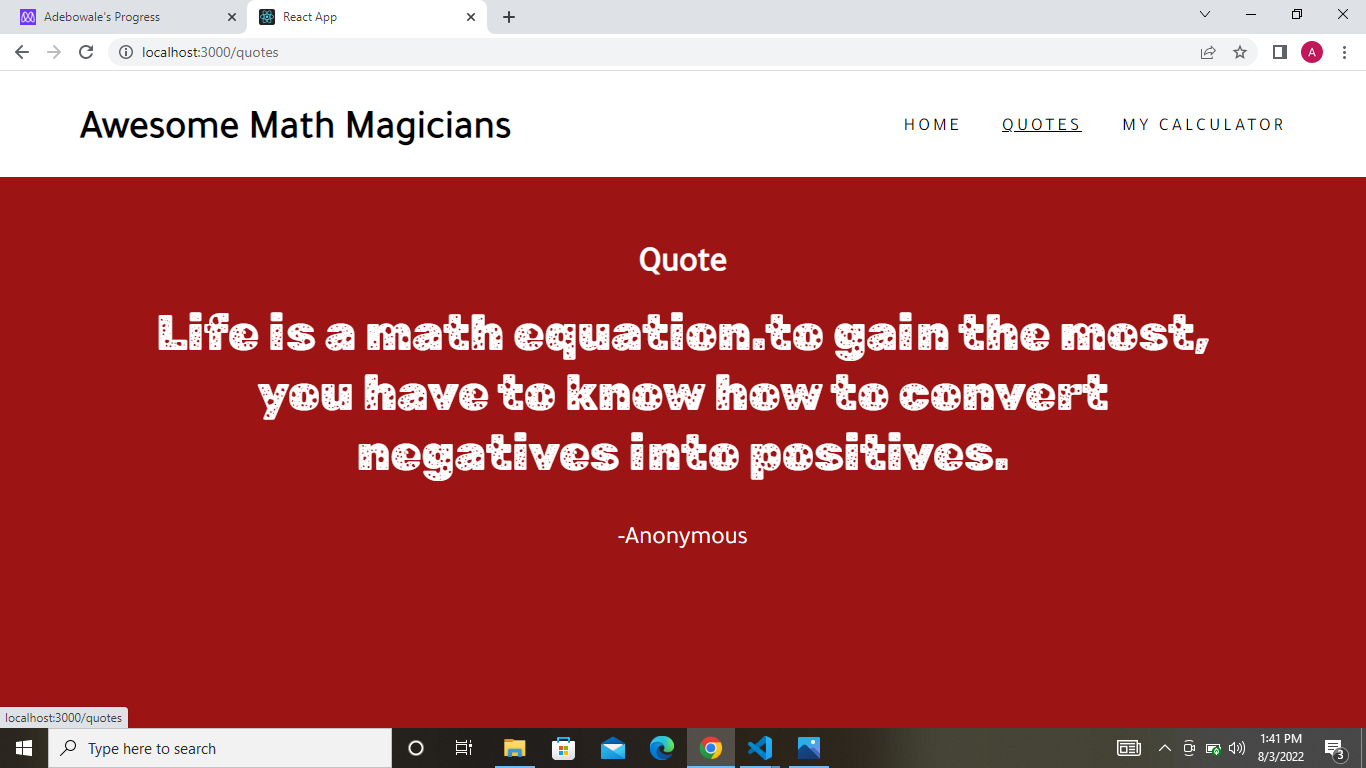 Adebowale's Progress
React App
localhost:3000/quotes
A
Awesome Math Magicians
HOME
QUOTES
MY CALCULATOR
Quote
Life is a math equation.to gain the most,
you have to know how to convert
negatives into positives.
-Anonymous
localhost:3000/quotes
Type here to search
1:41 PM
8/3/2022
3